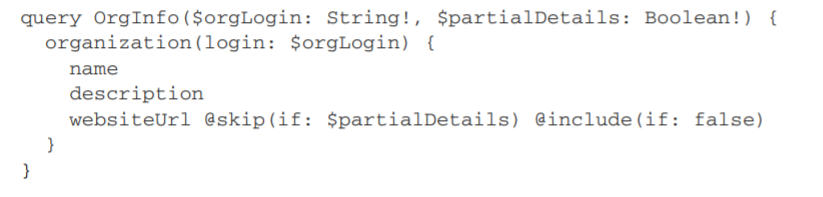 query OrgInfo($orgLogin: String!, $partialDetails: Boolean!) {
  organization(login: $orgLogin) {
    name
    description
    websiteUrl @skip(if: $partialDetails) @include(if: false)
  }
}